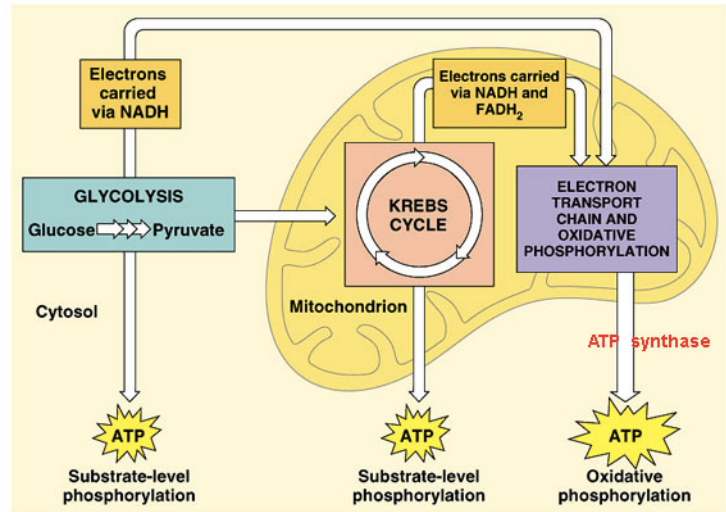 Electrons
carried
via NADH
Electrons carried
via NADH and
FADH₂
GLYCOLYSIS
Glucose Pyruvate
KREBS
CYCLE
ELECTRON
TRANSPORT
CHAIN AND
OXIDATIVE
PHOSPHORYLATION
Cytosol
Mitochondrion
ATP synthase
ATP
ATP
ATP
Substrate-level
phosphorylation
Substrate-level
phosphorylation
Oxidative
phosphorylation